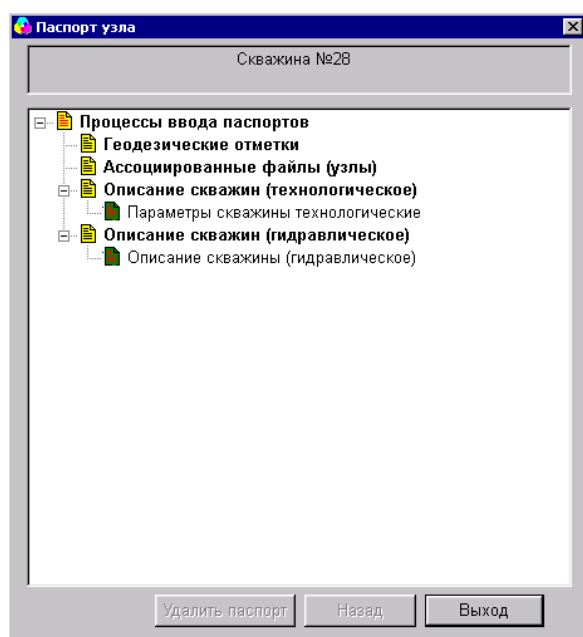 Паспорт узла
Скважина №28
Процессы ввода паспортов
Геодезические отметки
Ассоциированные файлы (узлы)
Описание скважин (технологическое)
Параметры скважины технологические
Описание скважин (гидравлическое)
Описание скважины (гидравлическое)
Удалить паспорт Назад Выход